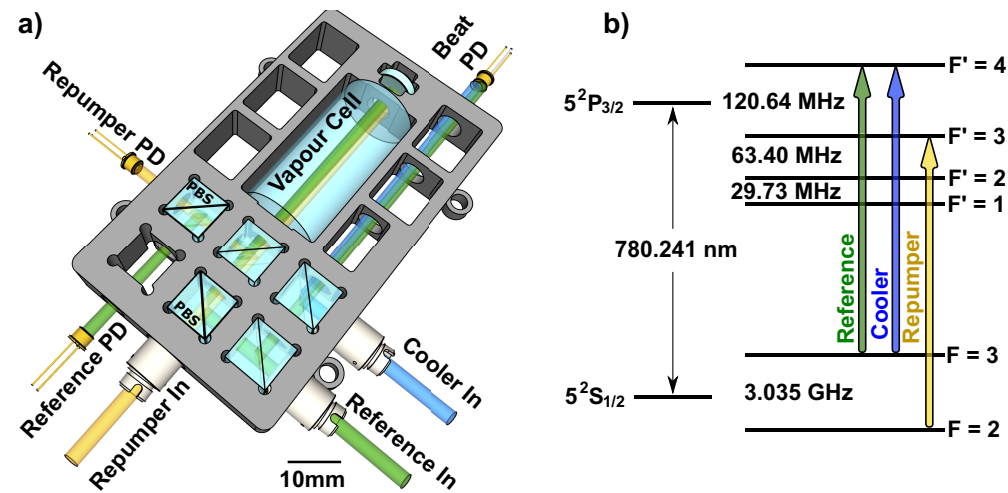 a)
Repumper PD
Beat
PD
Vapour Cell
PBS
PBS
Reference PD
Repumper In
Cooler In
Reference In
10mm
b)
F' = 4
5²P3/2
120.64 MHz
F' = 3
63.40 MHz
F' = 2
29.73 MHz
F' = 1
780.241 nm
Reference
Cooler
Repumper
F = 3
5²S1/2
3.035 GHz
F = 2